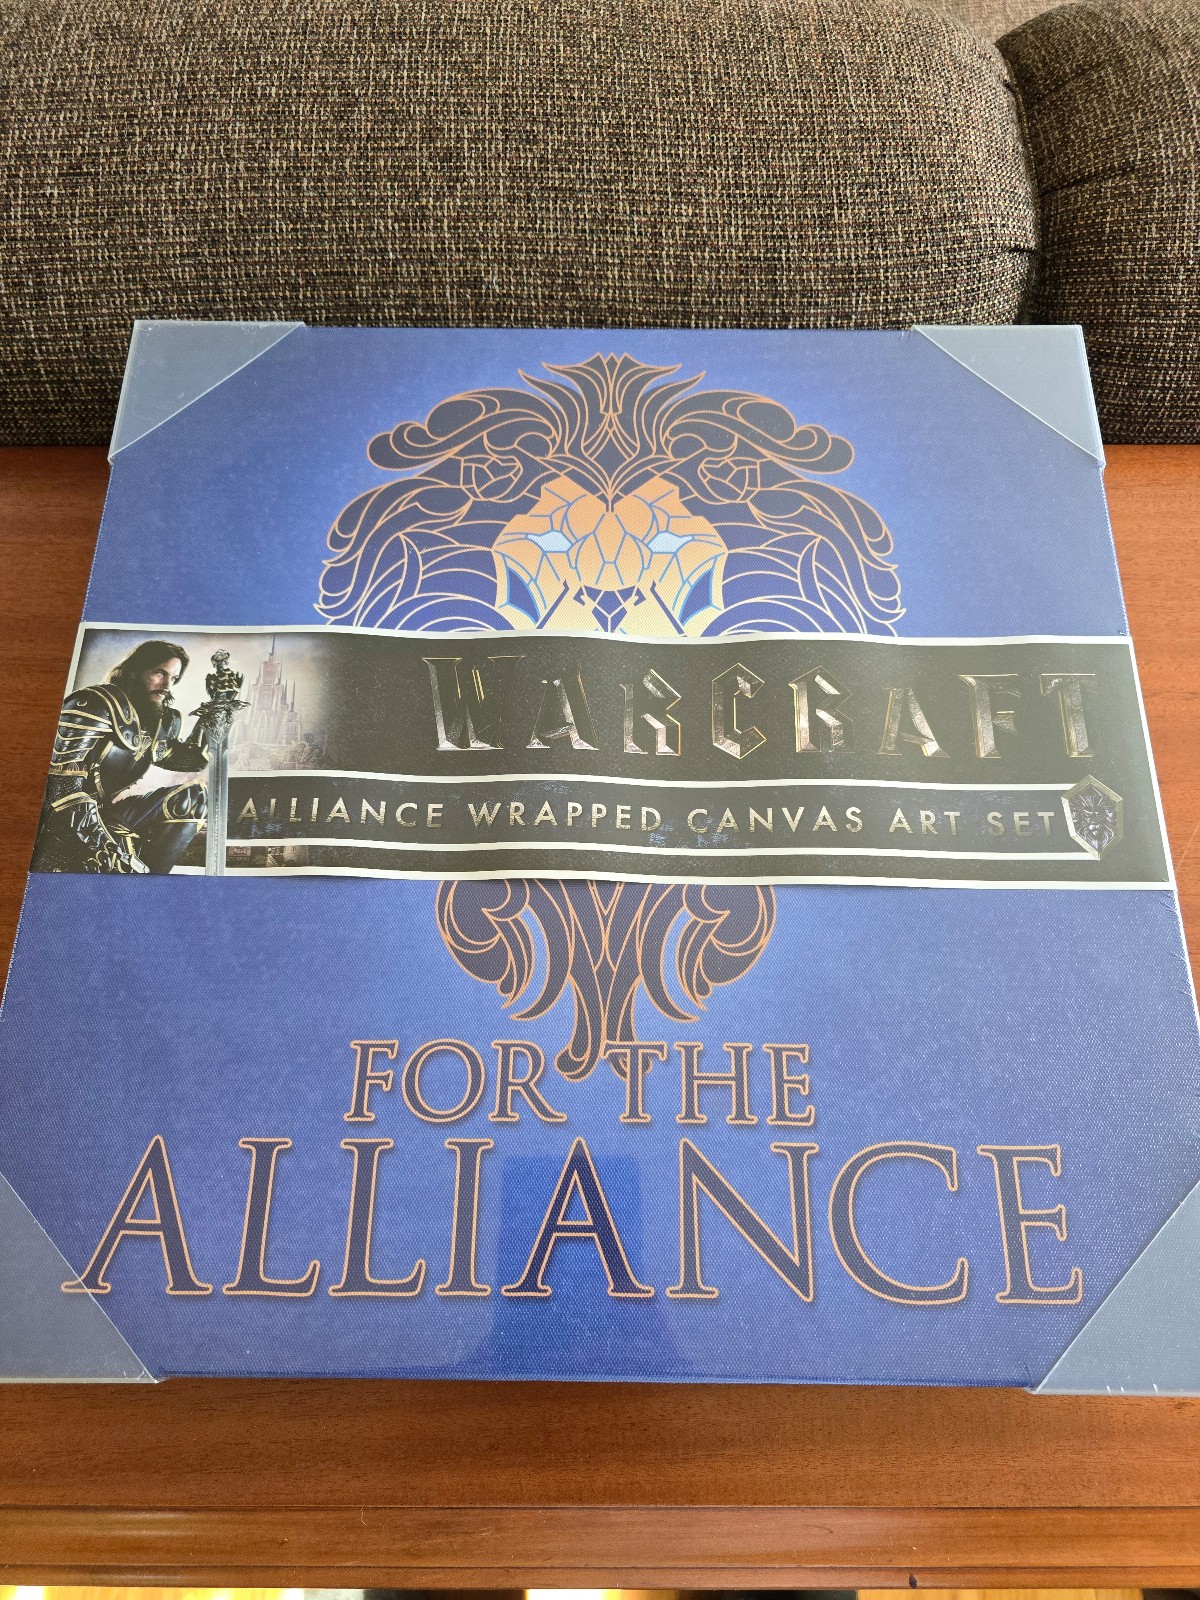 WARCRAFT
ALLIANCE WRAPPED CANVAS ART SET
FOR THE
ALLIANCE